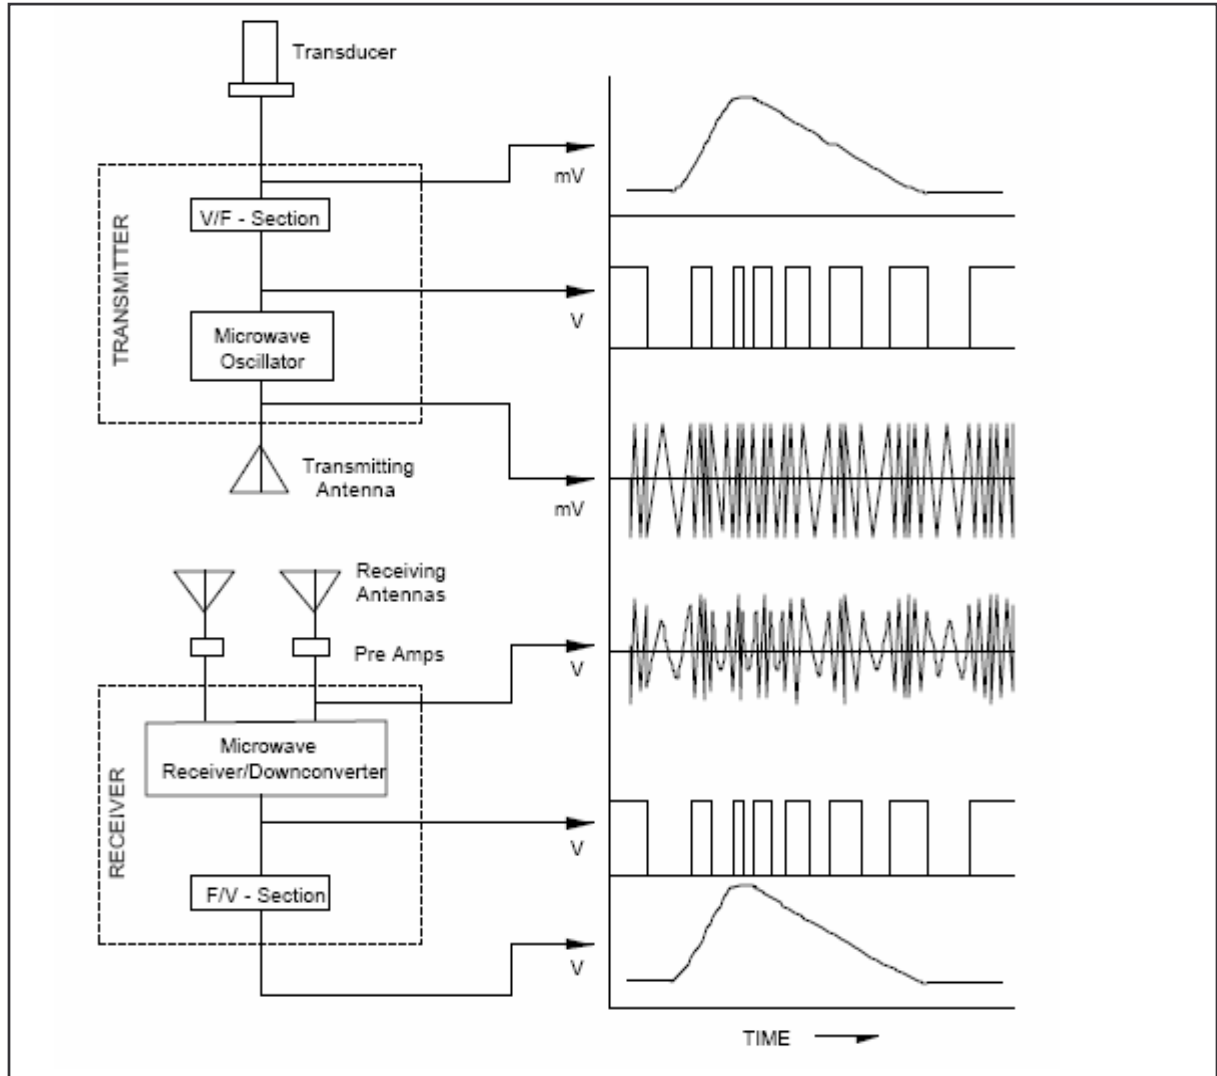 Transducer
mV
TRANSMITTER
V/F - Section
V
Microwave
Oscillator
Transmitting
Antenna
mV
Receiving
Antennas
Pre Amps
V
RECEIVER
Microwave
Receiver/Downconverter
V
F/V - Section
V
TIME